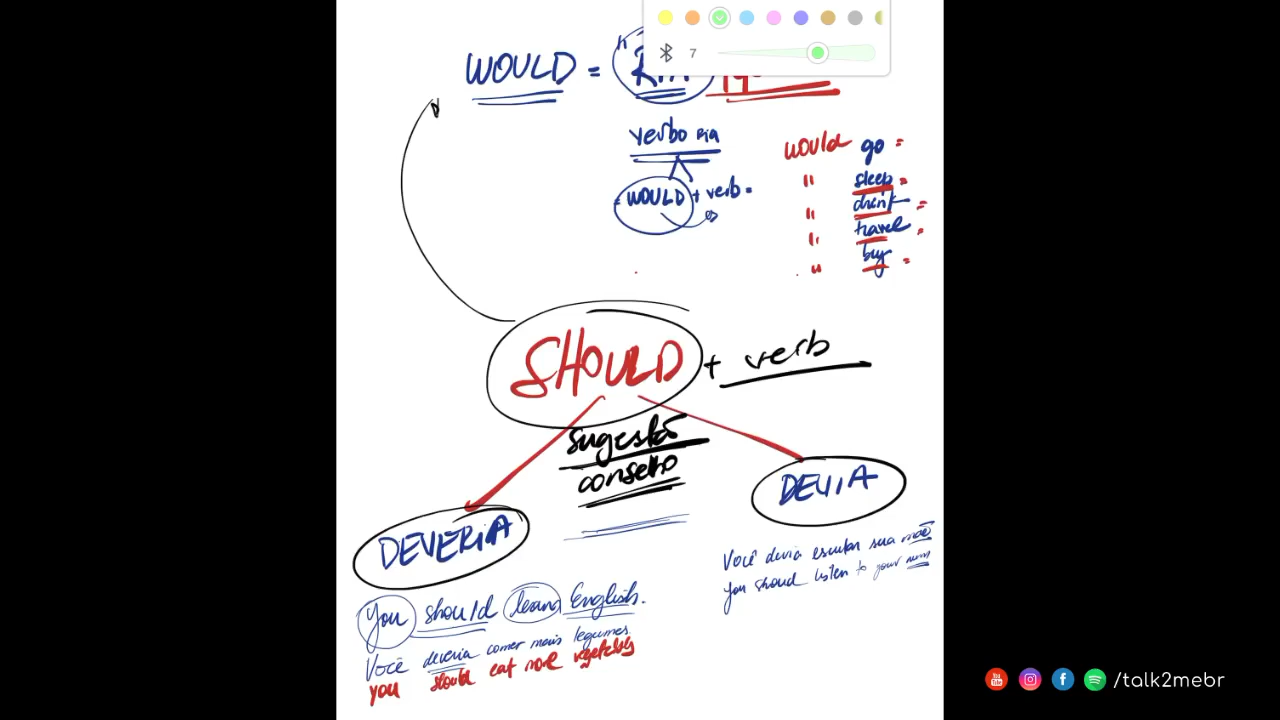 7
WOULD =
verbo ria
= WOULD + verb =
would go =
" sleep =
" drink =
" travel =
" buy =
SHOULD + verb
sugestão
conselho
DEVERIA
DEVIA
Você devia escutar sua mãe
you should listen to your mom
You should learn English.
Você deveria comer mais legumes
you should eat more vegetables
/talk2mebr